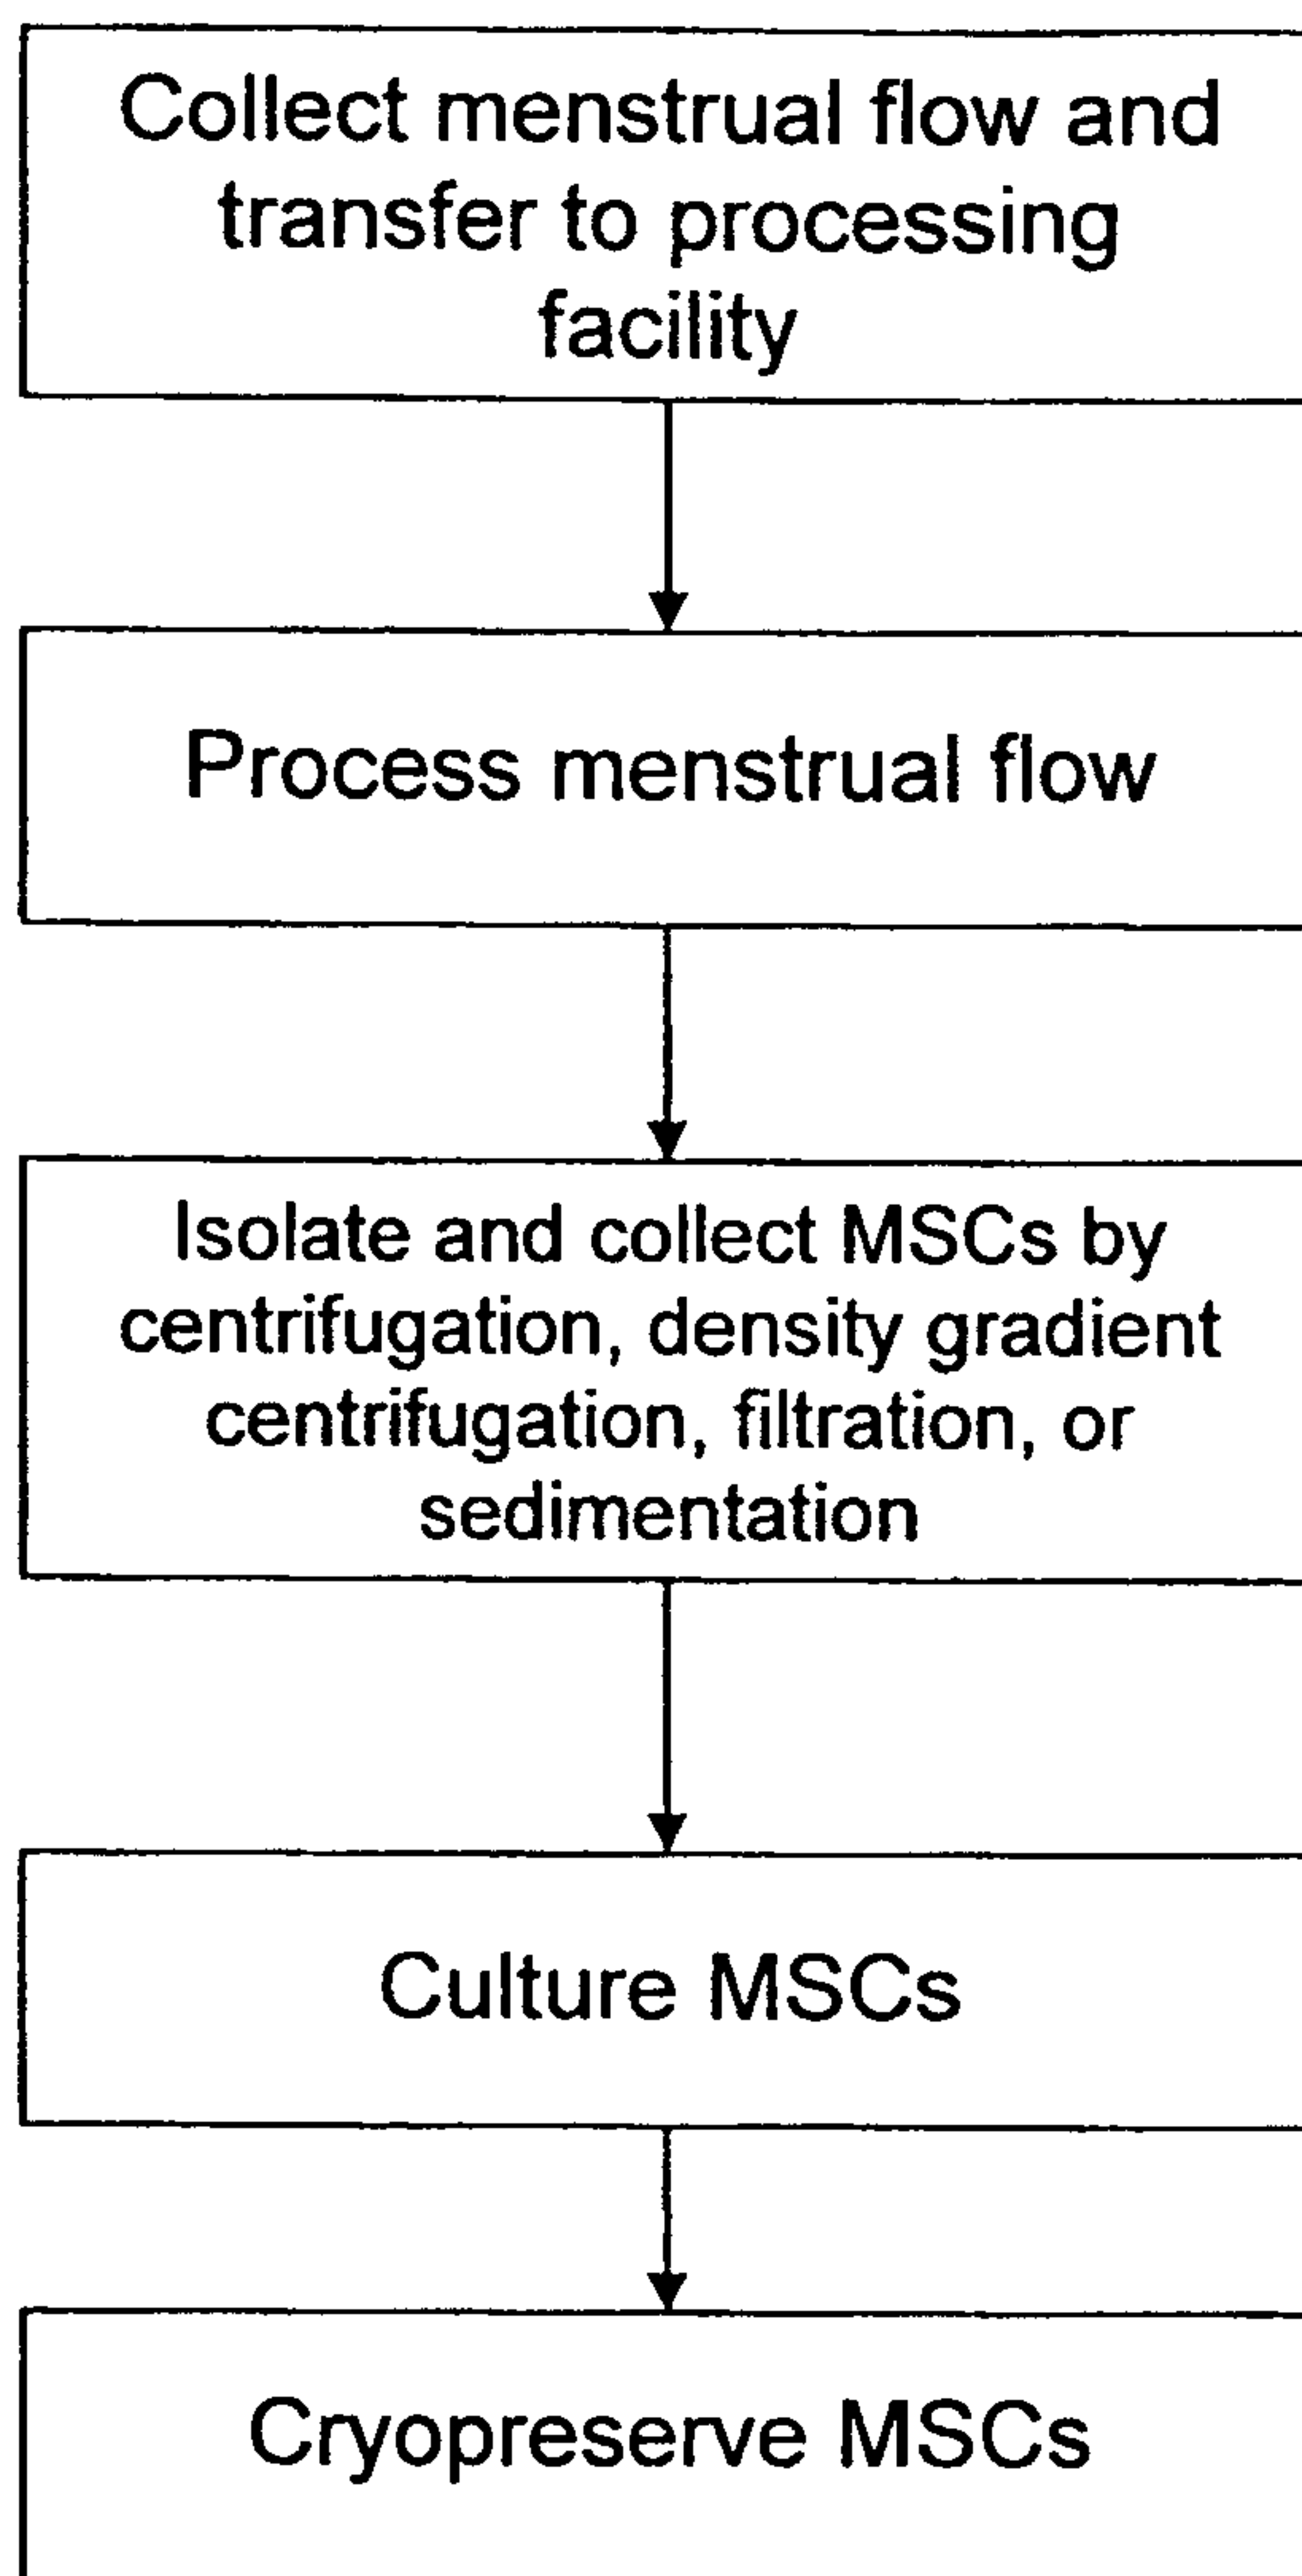 Collect menstrual flow and
transfer to processing
facility
Process menstrual flow
Isolate and collect MSCs by
centrifugation, density gradient
centrifugation, filtration, or
sedimentation
Culture MSCs
Cryopreserve MSCs